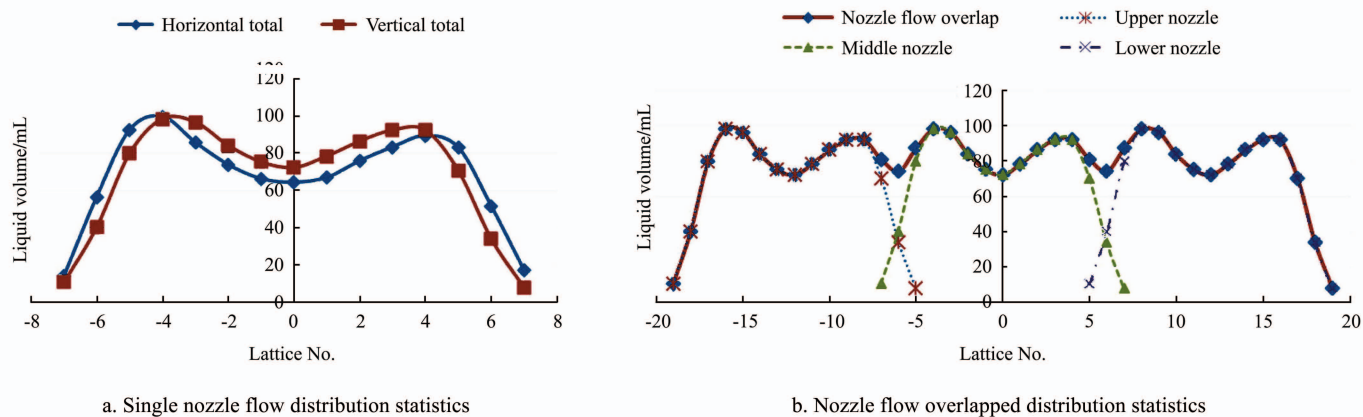 Horizontal total
Vertical total
120
100
80
60
40
20
0
Liquid volume/mL
-8
-6
-4
-2
0
2
4
6
8
Lattice No.
a. Single nozzle flow distribution statistics
Nozzle flow overlap
Upper nozzle
Middle nozzle
Lower nozzle
120
100
80
60
40
20
0
Liquid volume/mL
-20
-15
-10
-5
0
5
10
15
20
Lattice No.
b. Nozzle flow overlapped distribution statistics